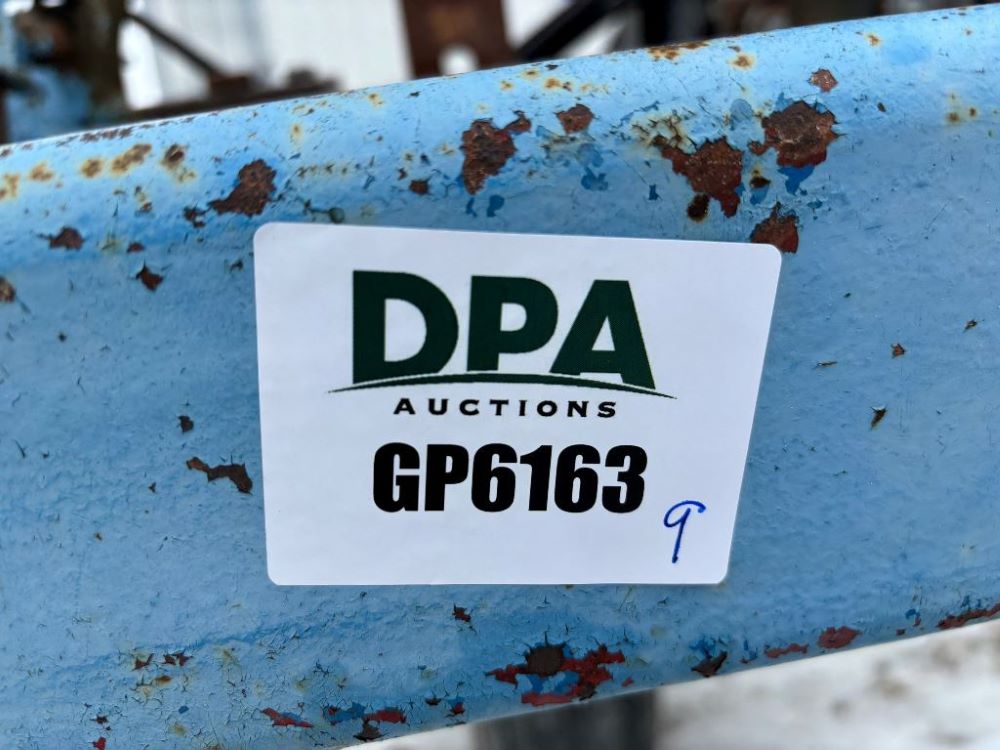 DPA
AUCTIONS
GP6163
9